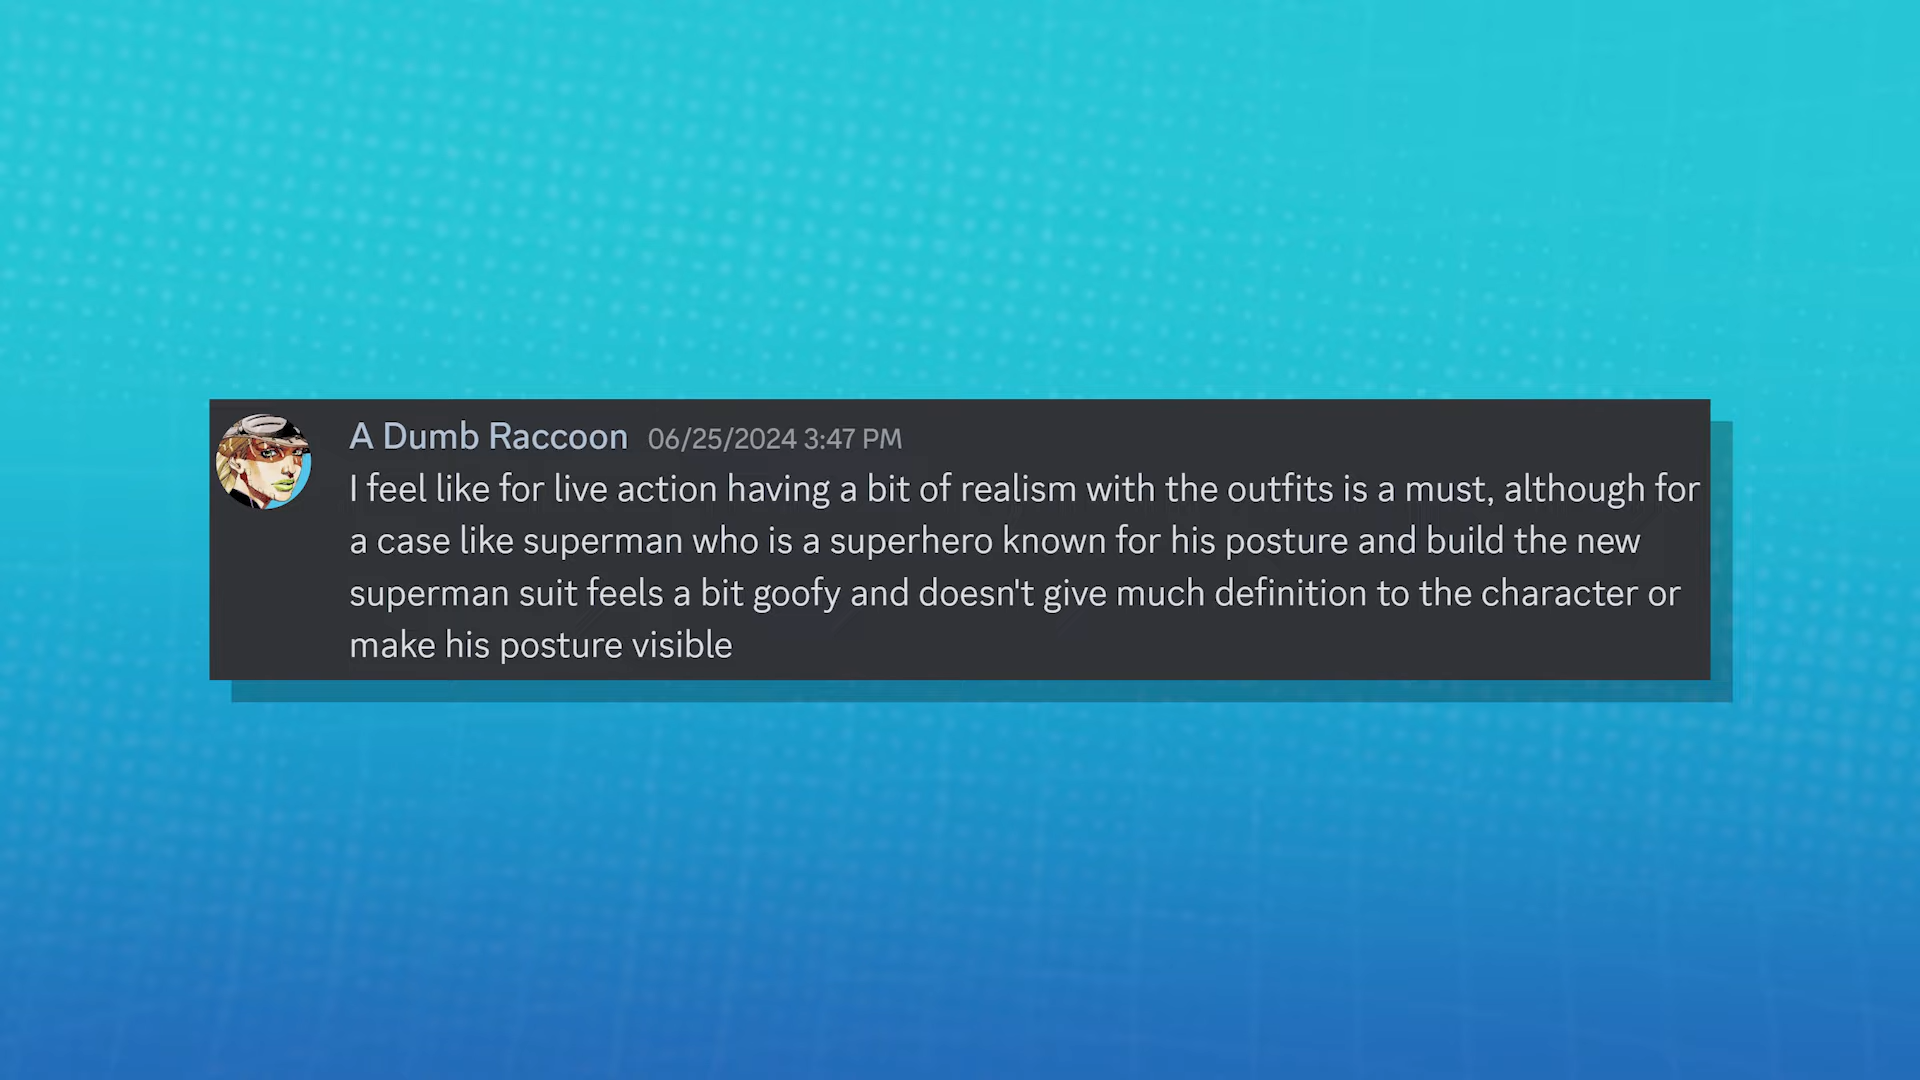 A Dumb Raccoon 06/25/2024 3:47 PM
I feel like for live action having a bit of realism with the outfits is a must, although for
a case like superman who is a superhero known for his posture and build the new
superman suit feels a bit goofy and doesn't give much definition to the character or
make his posture visible